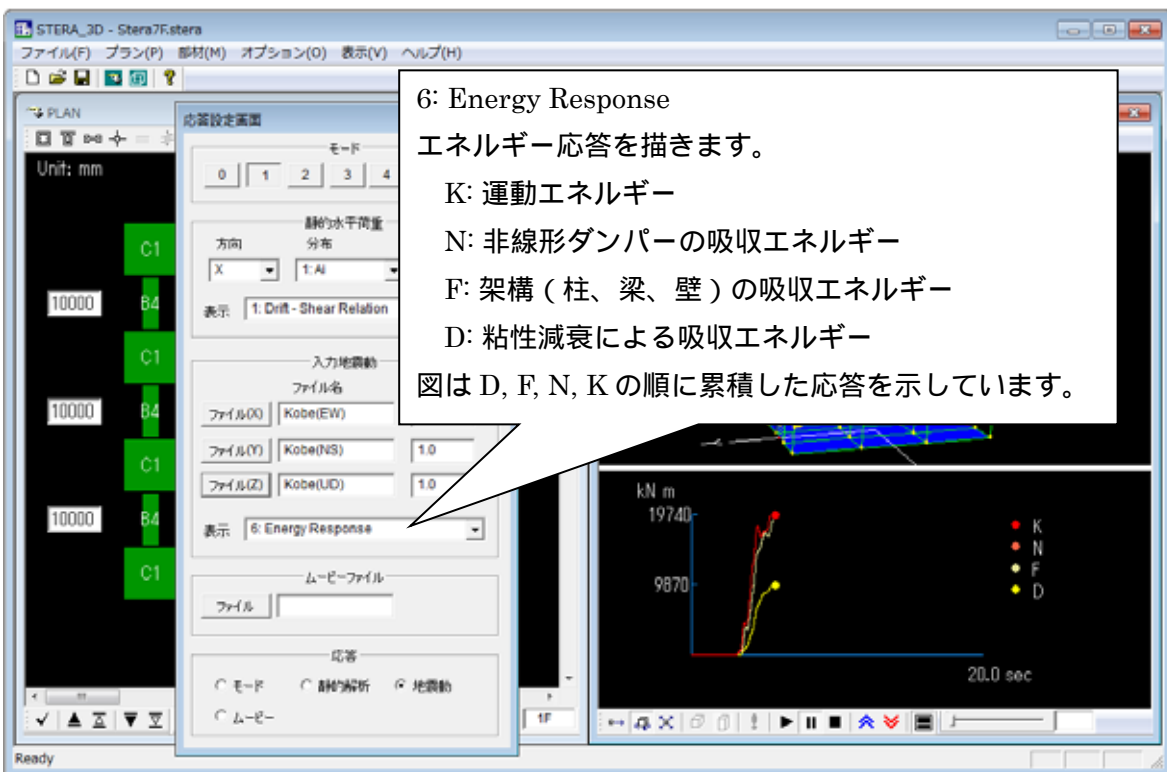 STERA_3D - Stera7F.stera
ファイル(F) プラン(P) 部材(M) オプション(O) 表示(V) ヘルプ(H)
PLAN
Unit: mm
C1
10000 B4
C1
10000 B4
C1
10000 B4
C1
1F
応答設定画面
モード
0 1 2 3 4
静的水平荷重
方向 分布
X 1: Ai
表示 1: Drift - Shear Relation
入力地震動
ファイル名
ファイル(X) Kobe(EW)
ファイル(Y) Kobe(NS) 1.0
ファイル(Z) Kobe(UD) 1.0
表示 6: Energy Response
ムービーファイル
ファイル
応答
モード 静的解析 地震動
ムービー
6: Energy Response
エネルギー応答を描きます。
K: 運動エネルギー
N: 非線形ダンパーの吸収エネルギー
F: 架構（柱、梁、壁）の吸収エネルギー
D: 粘性減衰による吸収エネルギー
図は D, F, N, K の順に累積した応答を示しています。
kN m
19740
9870
20.0 sec
K
N
F
D
Ready